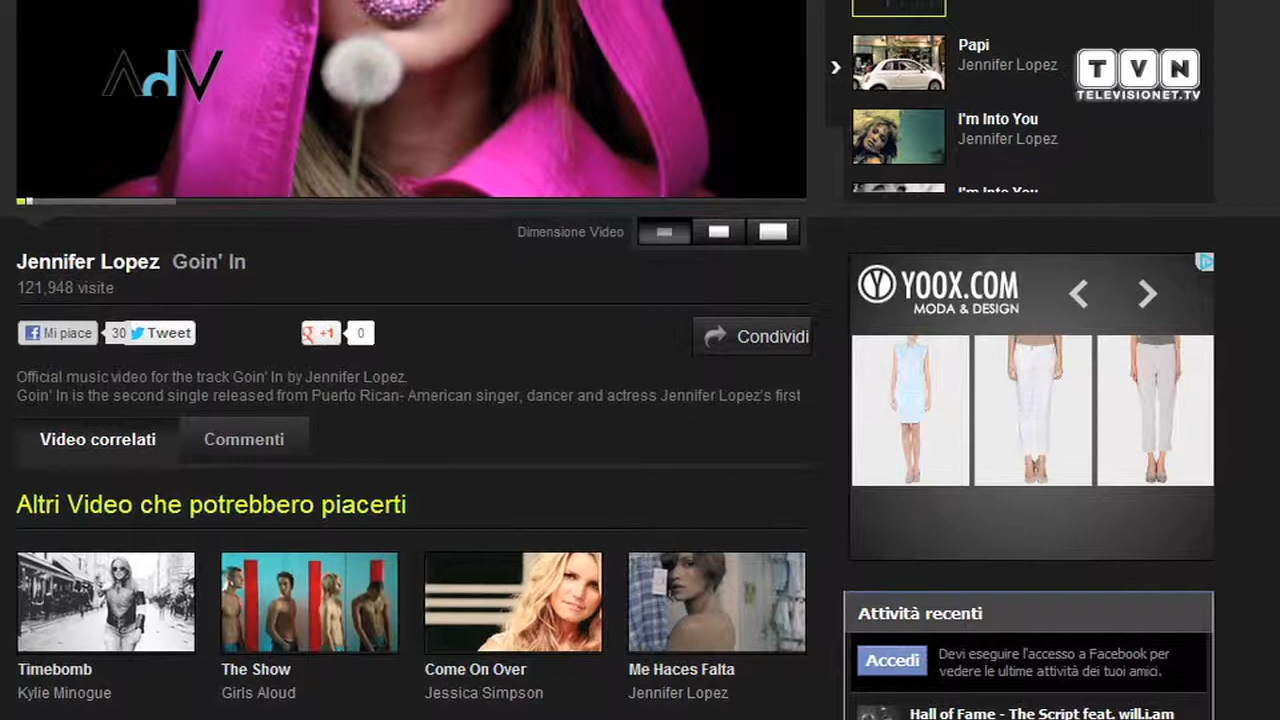 AdV
Papi
Jennifer Lopez
TVN
TELEVISIONET.TV
I'm Into You
Jennifer Lopez
I'm Into You
Dimensione Video
Jennifer Lopez Goin' In
121,948 visite
Mi piace 30 Tweet +1 0
Condividi
Official music video for the track Goin' In by Jennifer Lopez.
Goin' In is the second single released from Puerto Rican- American singer, dancer and actress Jennifer Lopez's first
Video correlati Commenti
Altri Video che potrebbero piacerti
Timebomb
Kylie Minogue
The Show
Girls Aloud
Come On Over
Jessica Simpson
Me Haces Falta
Jennifer Lopez
YOOX.COM
MODA & DESIGN
Attività recenti
Accedi
Devi eseguire l'accesso a Facebook per
vedere le ultime attività dei tuoi amici.
Hall of Fame - The Script feat. will.i.am